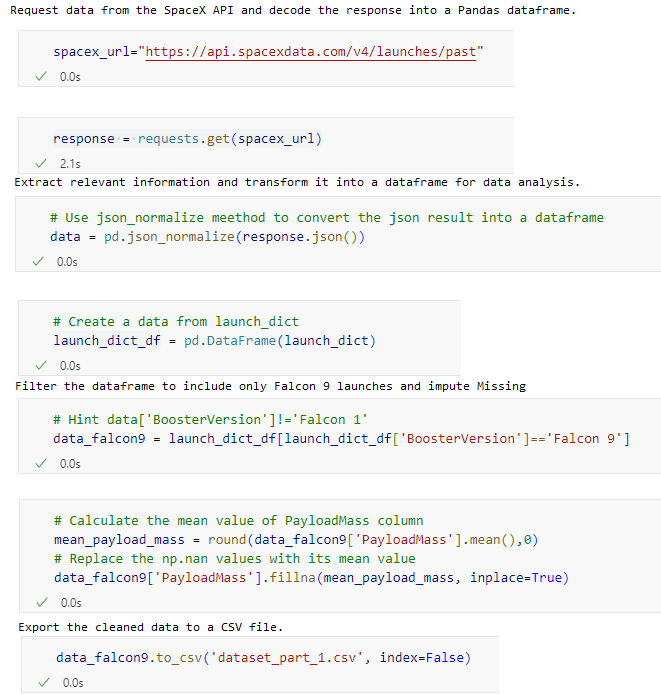 Request data from the SpaceX API and decode the response into a Pandas dataframe.
spacex_url="https://api.spacexdata.com/v4/launches/past"
0.0s
response = requests.get(spacex_url)
2.1s
Extract relevant information and transform it into a dataframe for data analysis.
# Use json_normalize meethod to convert the json result into a dataframe
data = pd.json_normalize(response.json())
0.0s
# Create a data from launch_dict
launch_dict_df = pd.DataFrame(launch_dict)
0.0s
Filter the dataframe to include only Falcon 9 launches and impute Missing
# Hint data['BoosterVersion']!='Falcon 1'
data_falcon9 = launch_dict_df[launch_dict_df['BoosterVersion']=='Falcon 9']
0.0s
# Calculate the mean value of PayloadMass column
mean_payload_mass = round(data_falcon9['PayloadMass'].mean(),0)
# Replace the np.nan values with its mean value
data_falcon9['PayloadMass'].fillna(mean_payload_mass, inplace=True)
0.0s
Export the cleaned data to a CSV file.
data_falcon9.to_csv('dataset_part_1.csv', index=False)
0.0s